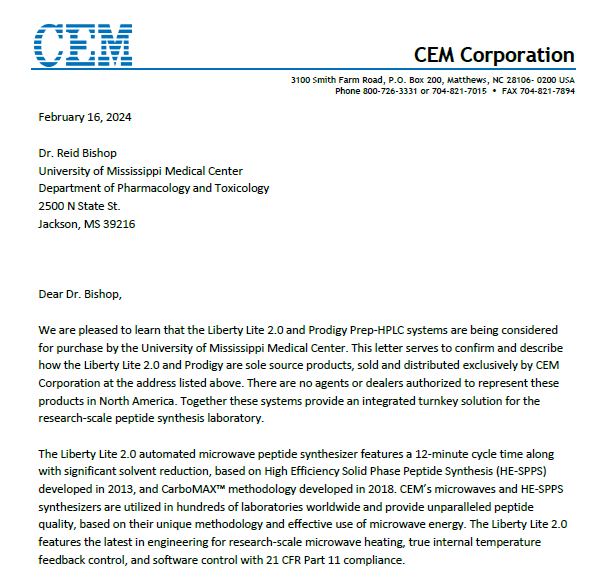 CEM
CEM Corporation
3100 Smith Farm Road, P.O. Box 200, Matthews, NC 28106- 0200 USA
Phone 800-726-3331 or 704-821-7015 • FAX 704-821-7894
February 16, 2024
Dr. Reid Bishop
University of Mississippi Medical Center
Department of Pharmacology and Toxicology
2500 N State St.
Jackson, MS 39216
Dear Dr. Bishop,
We are pleased to learn that the Liberty Lite 2.0 and Prodigy Prep-HPLC systems are being considered
for purchase by the University of Mississippi Medical Center. This letter serves to confirm and describe
how the Liberty Lite 2.0 and Prodigy are sole source products, sold and distributed exclusively by CEM
Corporation at the address listed above. There are no agents or dealers authorized to represent these
products in North America. Together these systems provide an integrated turnkey solution for the
research-scale peptide synthesis laboratory.
The Liberty Lite 2.0 automated microwave peptide synthesizer features a 12-minute cycle time along
with significant solvent reduction, based on High Efficiency Solid Phase Peptide Synthesis (HE-SPPS)
developed in 2013, and CarboMAX™ methodology developed in 2018. CEM's microwaves and HE-SPPS
synthesizers are utilized in hundreds of laboratories worldwide and provide unparalleled peptide
quality, based on their unique methodology and effective use of microwave energy. The Liberty Lite 2.0
features the latest in engineering for research-scale microwave heating, true internal temperature
feedback control, and software control with 21 CFR Part 11 compliance.